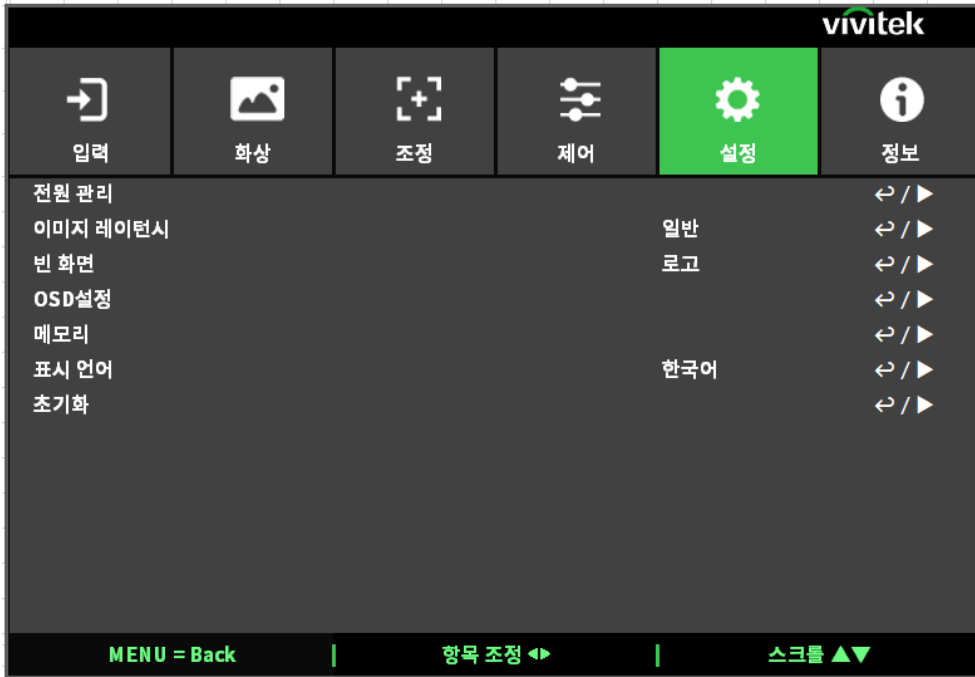 vivitek
입력 화상 조정 제어 설정 정보
전원 관리 ↩ / ▶
이미지 레이턴시 일반 ↩ / ▶
빈 화면 로고 ↩ / ▶
OSD설정 ↩ / ▶
메모리 ↩ / ▶
표시 언어 한국어 ↩ / ▶
초기화 ↩ / ▶
MENU = Back | 항목 조정 ◀▶ | 스크롤 ▲▼